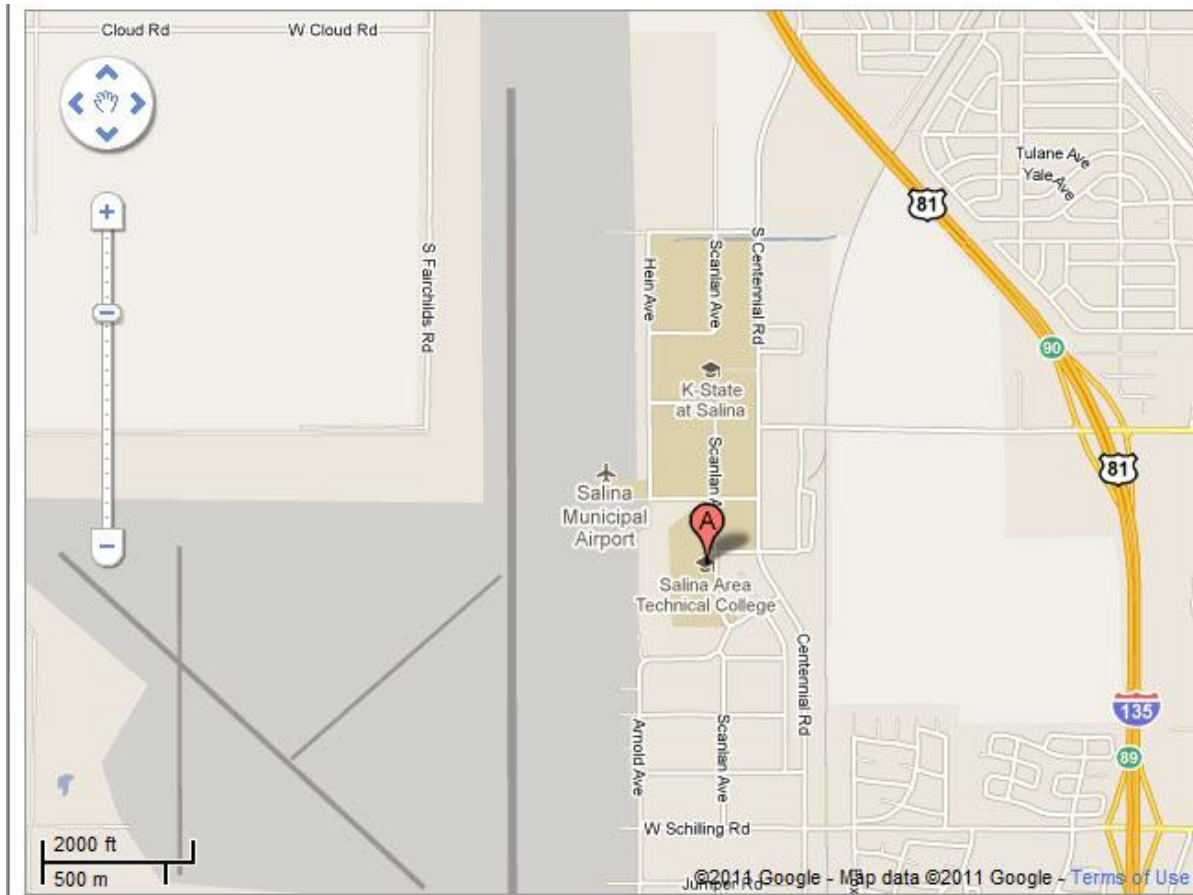 Cloud Rd
W Cloud Rd
Tulane Ave
Yale Ave
81
S Fairchilds Rd
Hein Ave
Scanlan Ave
S Centennial Rd
90
K-State
at Salina
Scanlan A
81
Salina
Municipal
Airport
A
Salina Area
Technical College
Centennial Rd
135
Arnold Ave
Scanlan Ave
89
W Schilling Rd
2000 ft
500 m
Jumper Rd
©2011 Google - Map data ©2011 Google - Terms of Use